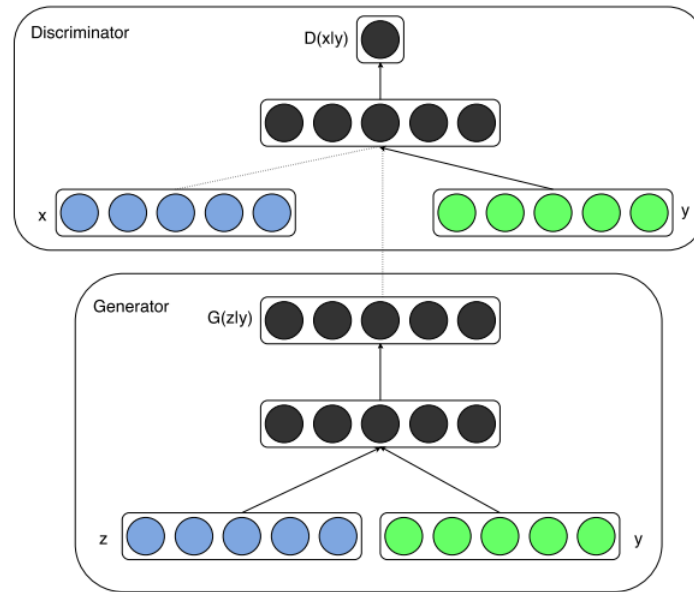 Discriminator
D(x|y)
x
y
Generator
G(z|y)
z
y